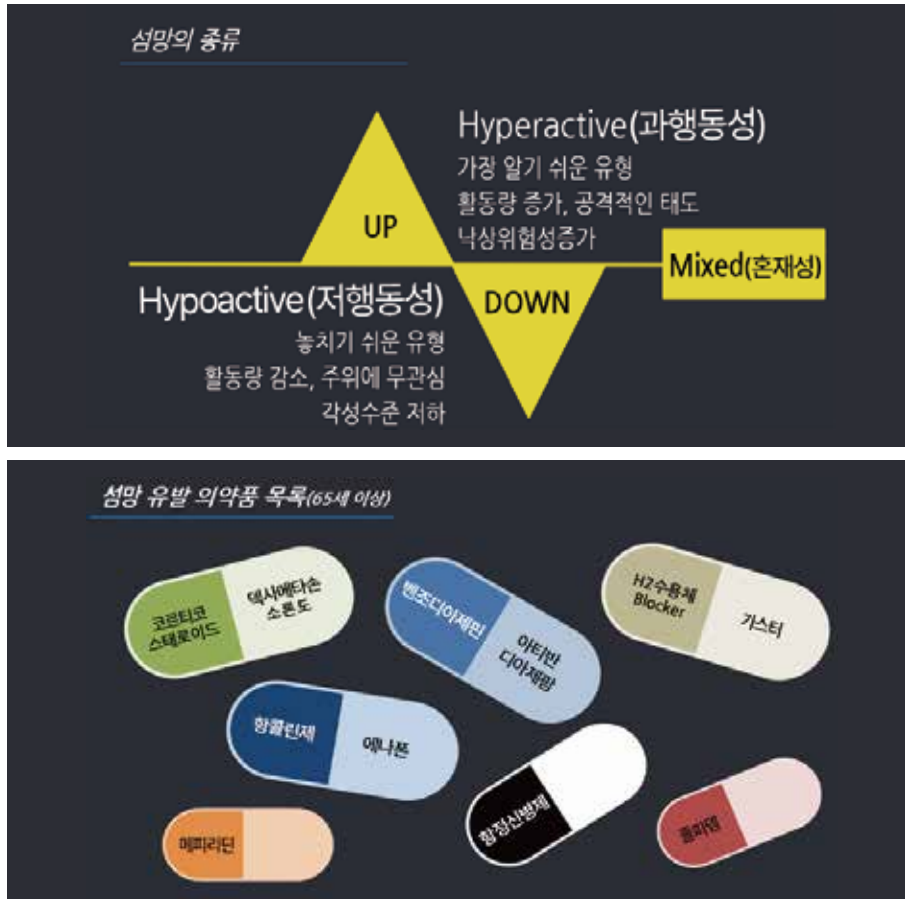 섬망의 종류
Hyperactive(과행동성)
가장 알기 쉬운 유형
활동량 증가, 공격적인 태도
낙상위험성증가
UP
Mixed(혼재성)
Hypoactive(저행동성)
DOWN
놓치기 쉬운 유형
활동량 감소, 주위에 무관심
각성수준 저하
섬망 유발 의약품 목록(65세 이상)
코르티코
스테로이드
덱사메타손
소론도
벤조디아제핀
아티반
디아제팜
H2수용체
Blocker
가스터
항콜린제
에나폰
메피리딘
항정신병제
졸피뎀